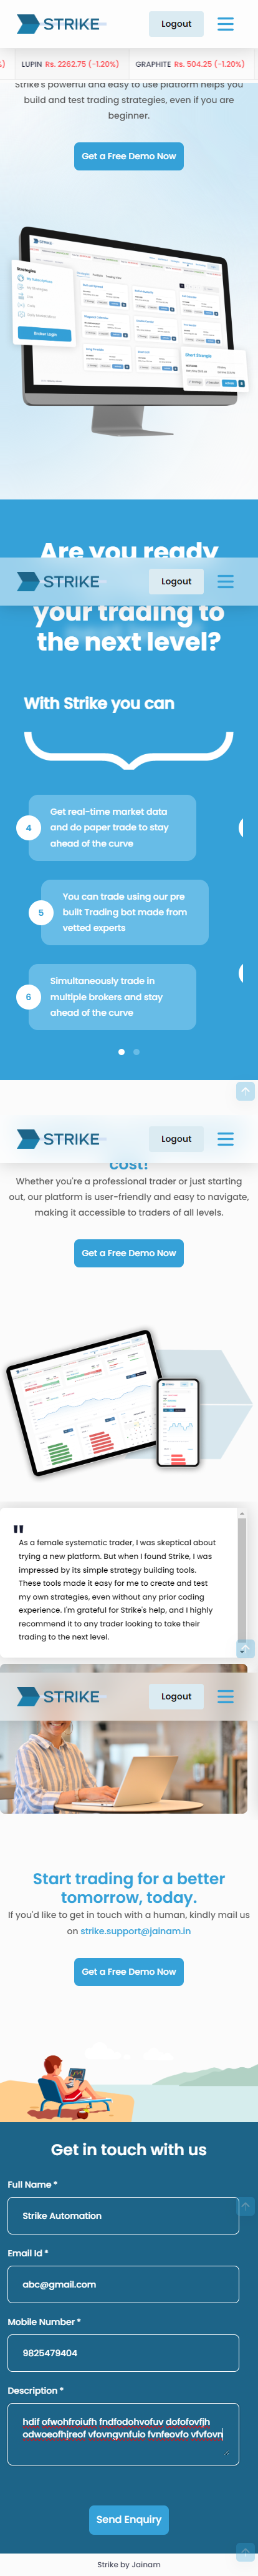 STRIKE
Logout
LUPIN Rs. 2262.75 (-1.20%)
GRAPHITE Rs. 504.25 (-1.20%)
Strike's powerful and easy to use platform helps you
build and test trading strategies, even if you are
beginner.
Get a Free Demo Now
Strategies
Broker Login
Short Strangle
Are you ready
STRIKE
Logout
your trading to
the next level?
With Strike you can
4
Get real-time market data
and do paper trade to stay
ahead of the curve
5
You can trade using our pre
built Trading bot made from
vetted experts
6
Simultaneously trade in
multiple brokers and stay
ahead of the curve
STRIKE
Logout
cost!
Whether you're a professional trader or just starting
out, our platform is user-friendly and easy to navigate,
making it accessible to traders of all levels.
Get a Free Demo Now
"
As a female systematic trader, I was skeptical about
trying a new platform. But when I found Strike, I was
impressed by its simple strategy building tools.
These tools made it easy for me to create and test
my own strategies, even without any prior coding
experience. I'm grateful for Strike's help, and I highly
recommend it to any trader looking to take their
trading to the next level.
STRIKE
Logout
Start trading for a better
tomorrow, today.
If you'd like to get in touch with a human, kindly mail us
on strike.support@jainam.in
Get a Free Demo Now
Get in touch with us
Full Name *
Strike Automation
Email Id *
abc@gmail.com
Mobile Number *
9825479404
Description *
hdif ofwohfroiufh fndfodohvofuv dofofovfjh
odwoeofhjreof vfovngvnfuio fvnfeovfo vfvfovn
Send Enquiry
Strike by Jainam